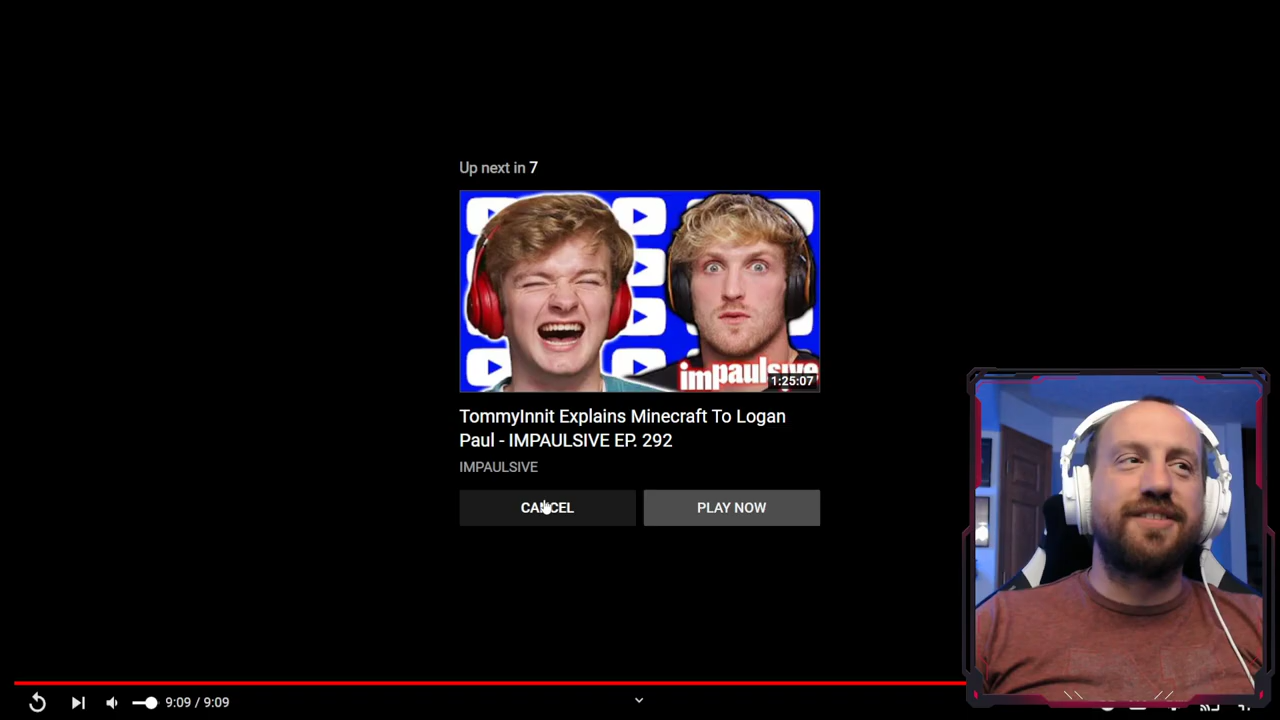 Up next in 7
impaulsive
1:25:07
TommyInnit Explains Minecraft To Logan
Paul - IMPAULSIVE EP. 292
IMPAULSIVE
CANCEL
PLAY NOW
9:09 / 9:09